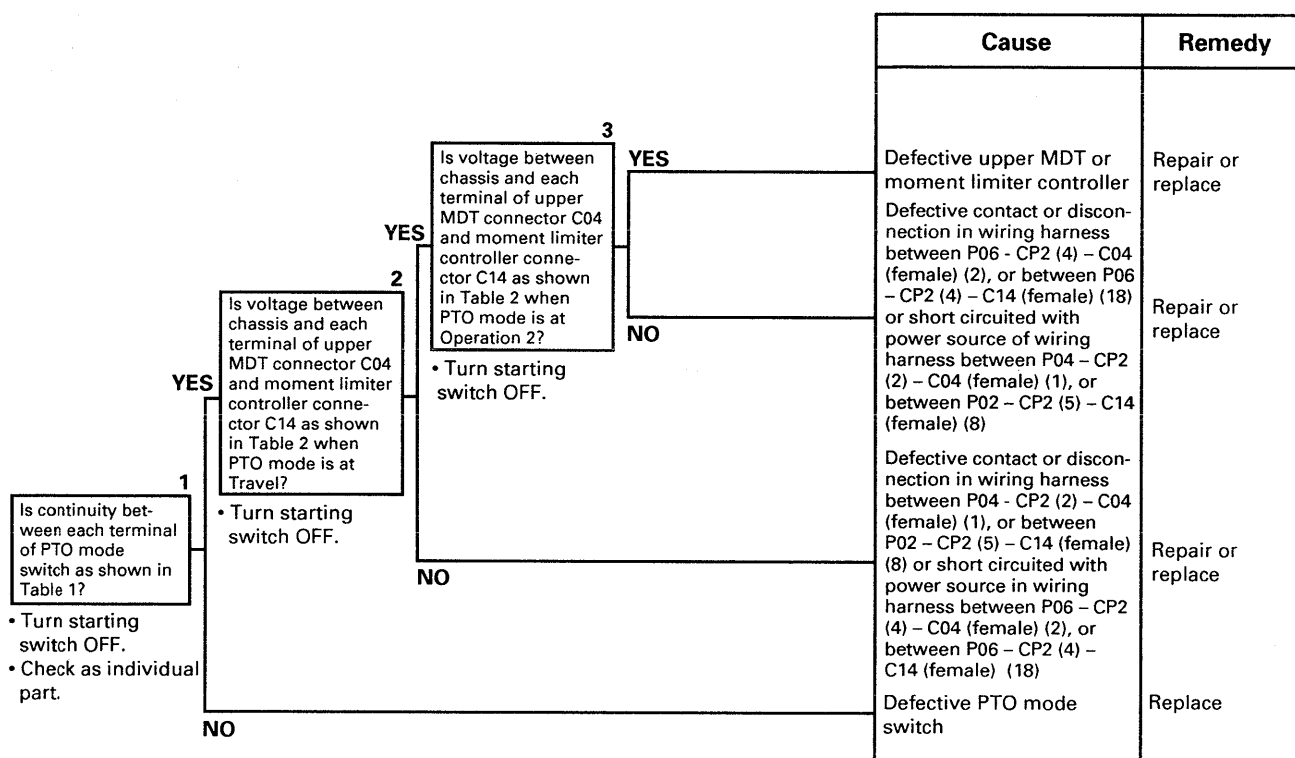 Cause
Remedy
3
Is voltage between
chassis and each
terminal of upper
MDT connector C04
and moment limiter
controller conne-
ctor C14 as shown
in Table 2 when
PTO mode is at
Operation 2?
• Turn starting
switch OFF.
YES
Defective upper MDT or
moment limiter controller
Repair or
replace
NO
Defective contact or discon-
nection in wiring harness
between P06 - CP2 (4) – C04
(female) (2), or between P06
– CP2 (4) – C14 (female) (18)
or short circuited with
power source of wiring
harness between P04 – CP2
(2) – C04 (female) (1), or
between P02 – CP2 (5) – C14
(female) (8)
Repair or
replace
YES
2
Is voltage between
chassis and each
terminal of upper
MDT connector C04
and moment limiter
controller conne-
ctor C14 as shown
in Table 2 when
PTO mode is at
Travel?
• Turn starting
switch OFF.
NO
Defective contact or discon-
nection in wiring harness
between P04 - CP2 (2) – C04
(female) (1), or between
P02 – CP2 (5) – C14 (female)
(8) or short circuited with
power source in wiring
harness between P06 – CP2
(4) – C04 (female) (2), or
between P06 – CP2 (4) –
C14 (female) (18)
Repair or
replace
YES
1
Is continuity bet-
ween each terminal
of PTO mode
switch as shown in
Table 1?
• Turn starting
switch OFF.
• Check as individual
part.
NO
Defective PTO mode
switch
Replace